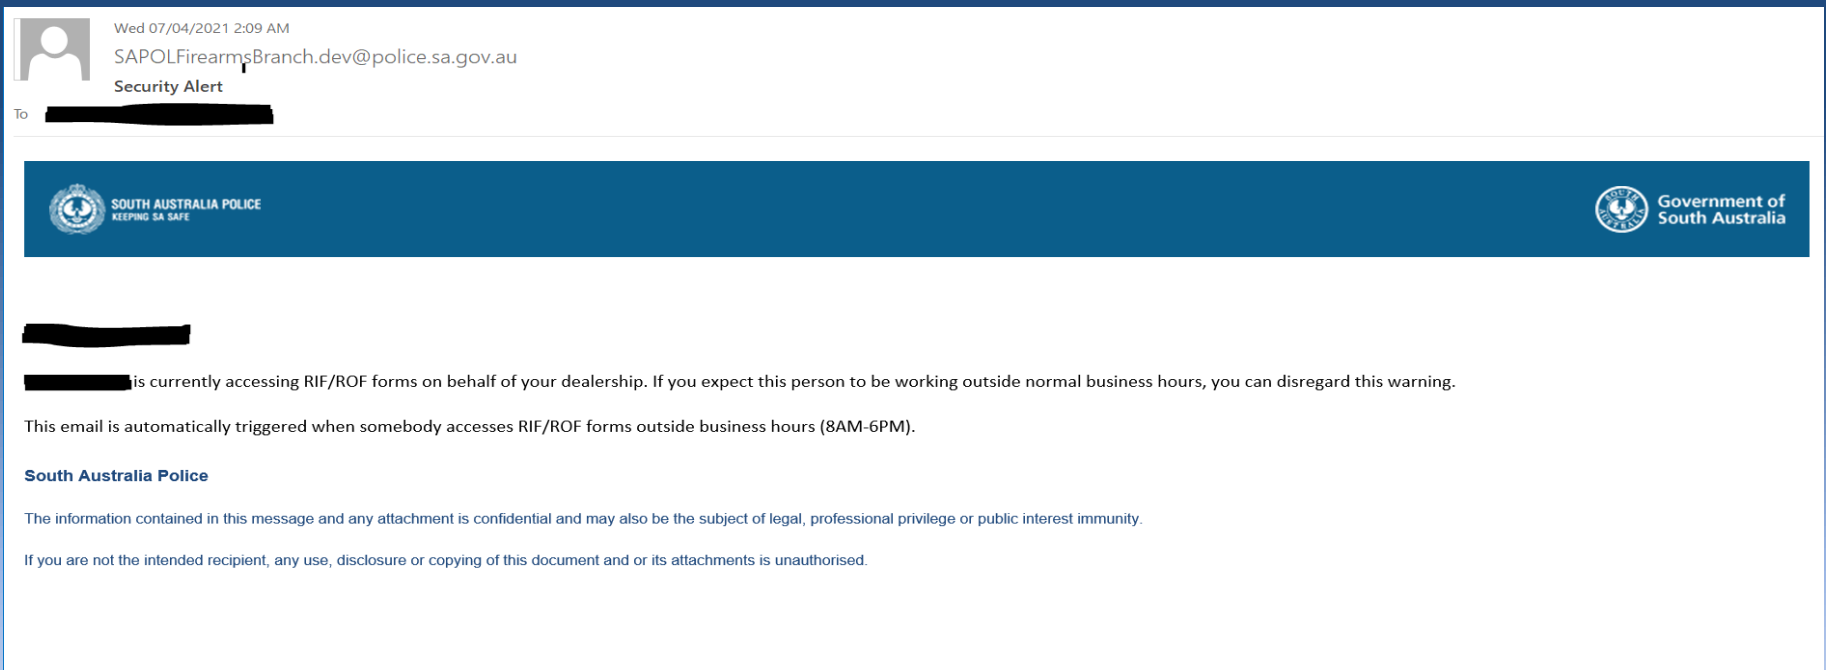 Wed 07/04/2021 2:09 AM
SAPOLFirearmsBranch.dev@police.sa.gov.au
Security Alert
To
SOUTH AUSTRALIA POLICE
KEEPING SA SAFE
Government of
South Australia
is currently accessing RIF/ROF forms on behalf of your dealership. If you expect this person to be working outside normal business hours, you can disregard this warning.
This email is automatically triggered when somebody accesses RIF/ROF forms outside business hours (8AM-6PM).
South Australia Police
The information contained in this message and any attachment is confidential and may also be the subject of legal, professional privilege or public interest immunity.
If you are not the intended recipient, any use, disclosure or copying of this document and or its attachments is unauthorised.